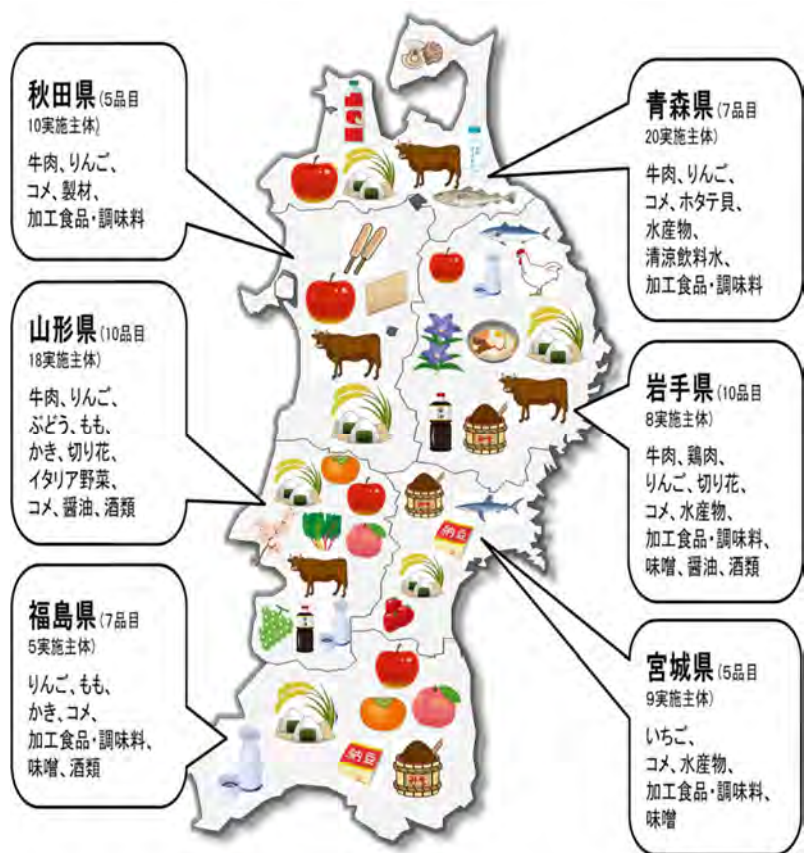 秋田県(5品目
10実施主体)
牛肉、りんご、
コメ、製材、
加工食品・調味料
山形県(10品目
18実施主体)
牛肉、りんご、
ぶどう、もも、
かき、切り花、
イタリア野菜、
コメ、醤油、酒類
福島県(7品目
5実施主体)
りんご、もも、
かき、コメ、
加工食品・調味料、
味噌、酒類
青森県(7品目
20実施主体)
牛肉、りんご、
コメ、ホタテ貝、
水産物、
清涼飲料水、
加工食品・調味料
岩手県(10品目
8実施主体)
牛肉、鶏肉、
りんご、切り花、
コメ、水産物、
加工食品・調味料、
味噌、醤油、酒類
宮城県(5品目
9実施主体)
いちご、
コメ、水産物、
加工食品・調味料、
味噌
みそ
納豆
納豆
みそ